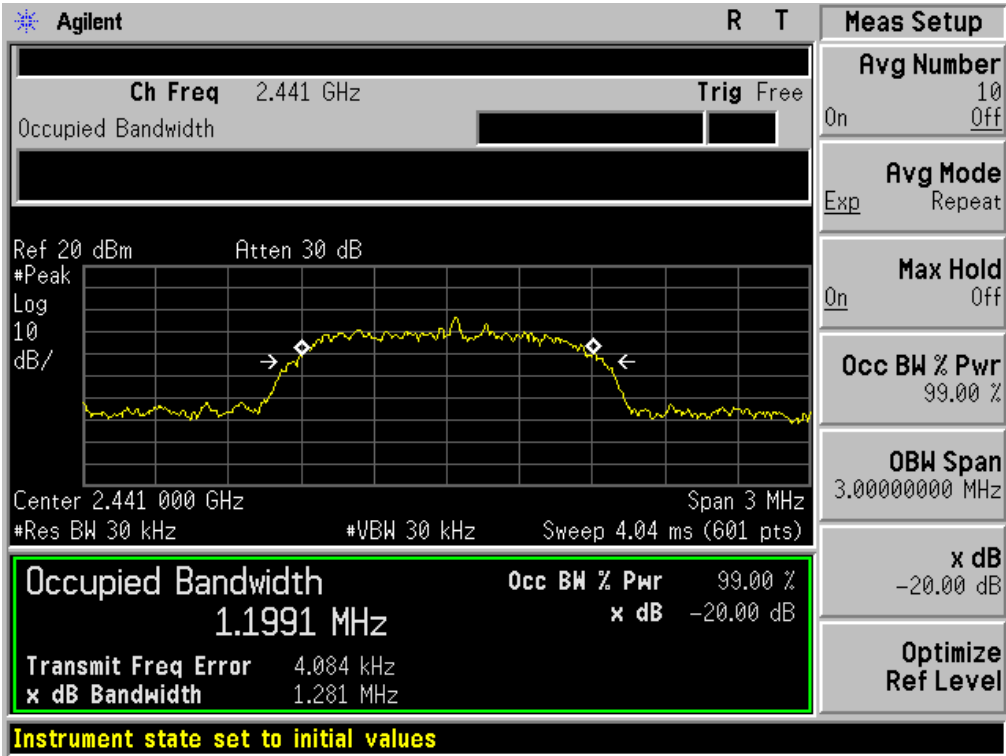 Agilent R T
Ch Freq 2.441 GHz Trig Free
Occupied Bandwidth
Ref 20 dBm Atten 30 dB
#Peak
Log
10
dB/
Center 2.441 000 GHz Span 3 MHz
#Res BW 30 kHz #VBW 30 kHz Sweep 4.04 ms (601 pts)
Occupied Bandwidth Occ BW % Pwr 99.00 %
1.1991 MHz x dB -20.00 dB
Transmit Freq Error 4.084 kHz
x dB Bandwidth 1.281 MHz
Instrument state set to initial values
Meas Setup
Avg Number
10
On Off
Avg Mode
Exp Repeat
Max Hold
On Off
Occ BW % Pwr
99.00 %
OBW Span
3.00000000 MHz
x dB
-20.00 dB
Optimize
Ref Level